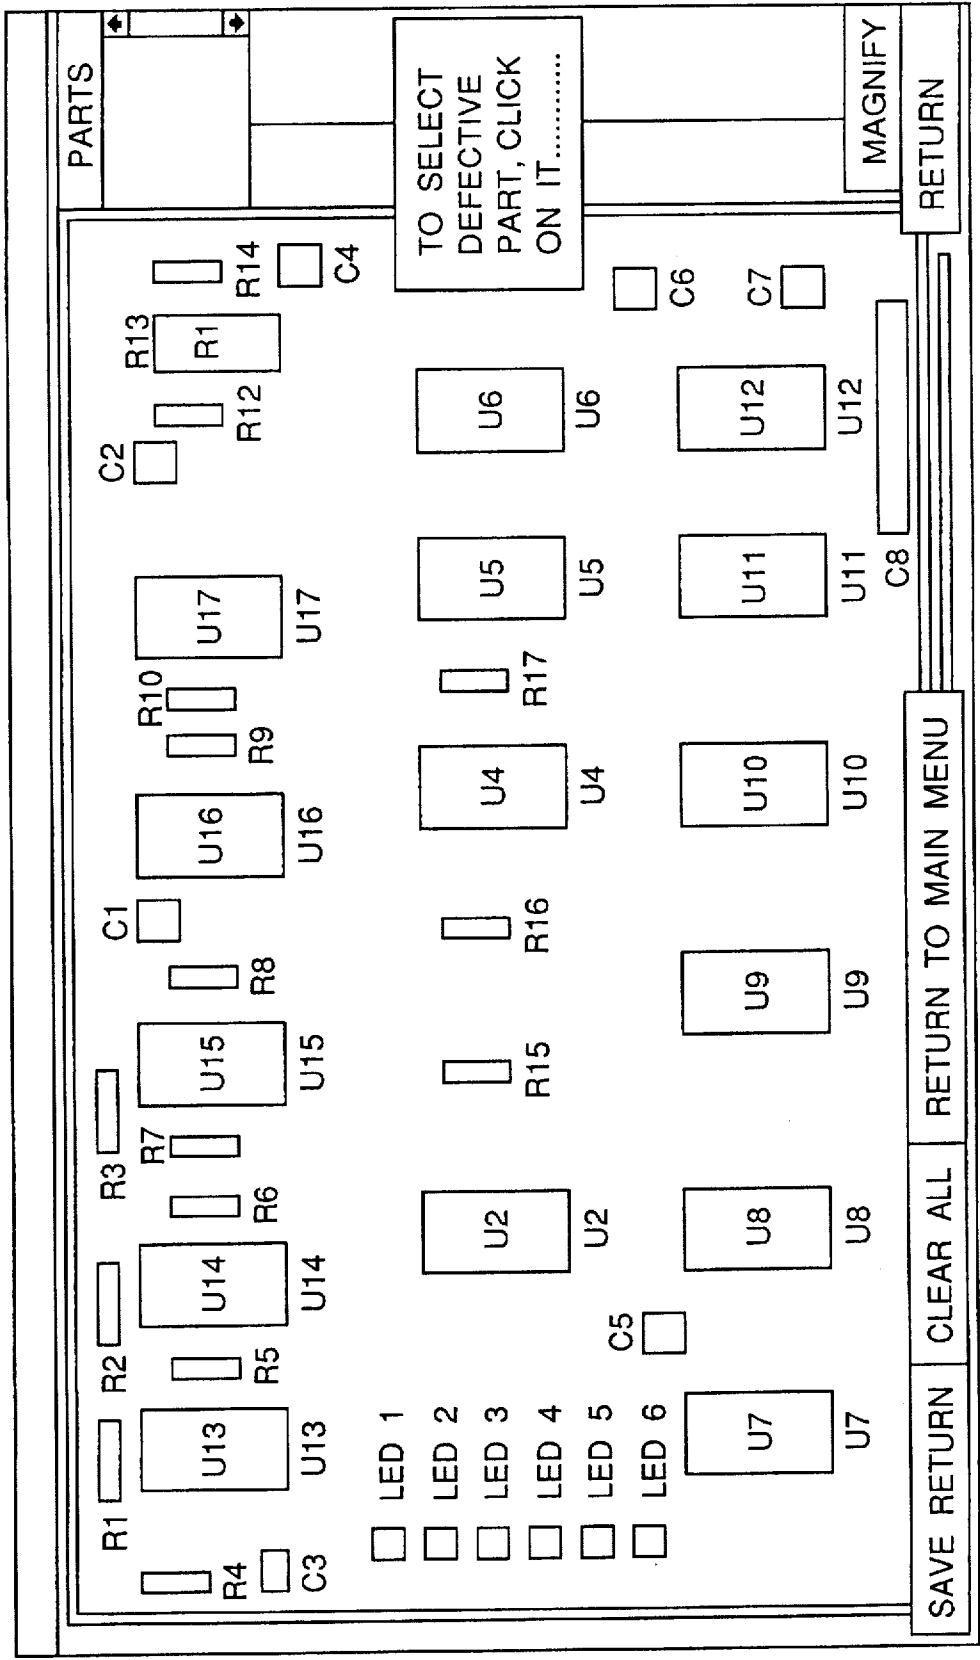 PARTS
R1
R2
R3
C1
C2
R13
R4
U13
R5
U14
R6
R7
U15
R8
U16
R9
R10
U17
R12
R1
R14
C3
U13
U14
U15
U16
U17
C4
LED 1
LED 2
LED 3
LED 4
LED 5
LED 6
U2
U2
R15
R16
U4
U4
R17
U5
U5
U6
U6
TO SELECT
DEFECTIVE
PART, CLICK
ON IT............
C5
C6
C7
U7
U7
U8
U8
U9
U9
U10
U10
U11
U11
U12
U12
C8
MAGNIFY
SAVE RETURN
CLEAR ALL
RETURN TO MAIN MENU
RETURN